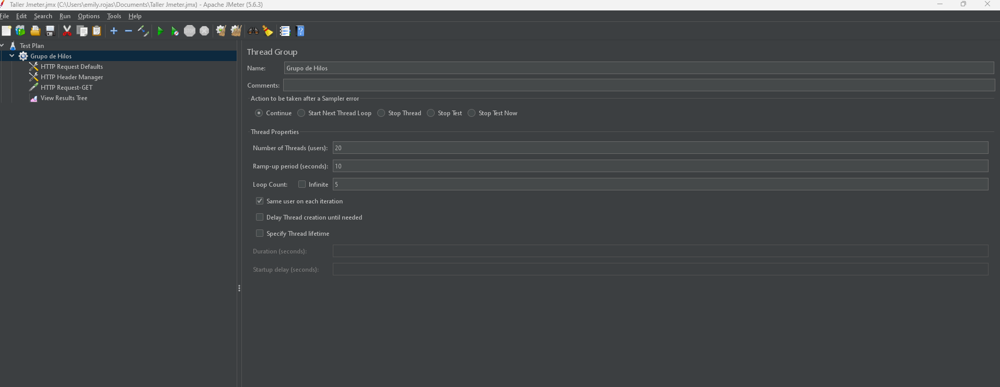 Taller Jmeter.jmx (C:\Users\emily.rojas\Documents\Taller Jmeter.jmx) - Apache JMeter (5.6.3)
File Edit Search Run Options Tools Help
STOP
Test Plan
Grupo de Hilos
HTTP Request Defaults
HTTP Header Manager
HTTP Request-GET
View Results Tree
Thread Group
Name: Grupo de Hilos
Comments:
Action to be taken after a Sampler error
Continue Start Next Thread Loop Stop Thread Stop Test Stop Test Now
Thread Properties
Number of Threads (users): 20
Ramp-up period (seconds): 10
Loop Count: Infinite 5
Same user on each iteration
Delay Thread creation until needed
Specify Thread lifetime
Duration (seconds):
Startup delay (seconds):